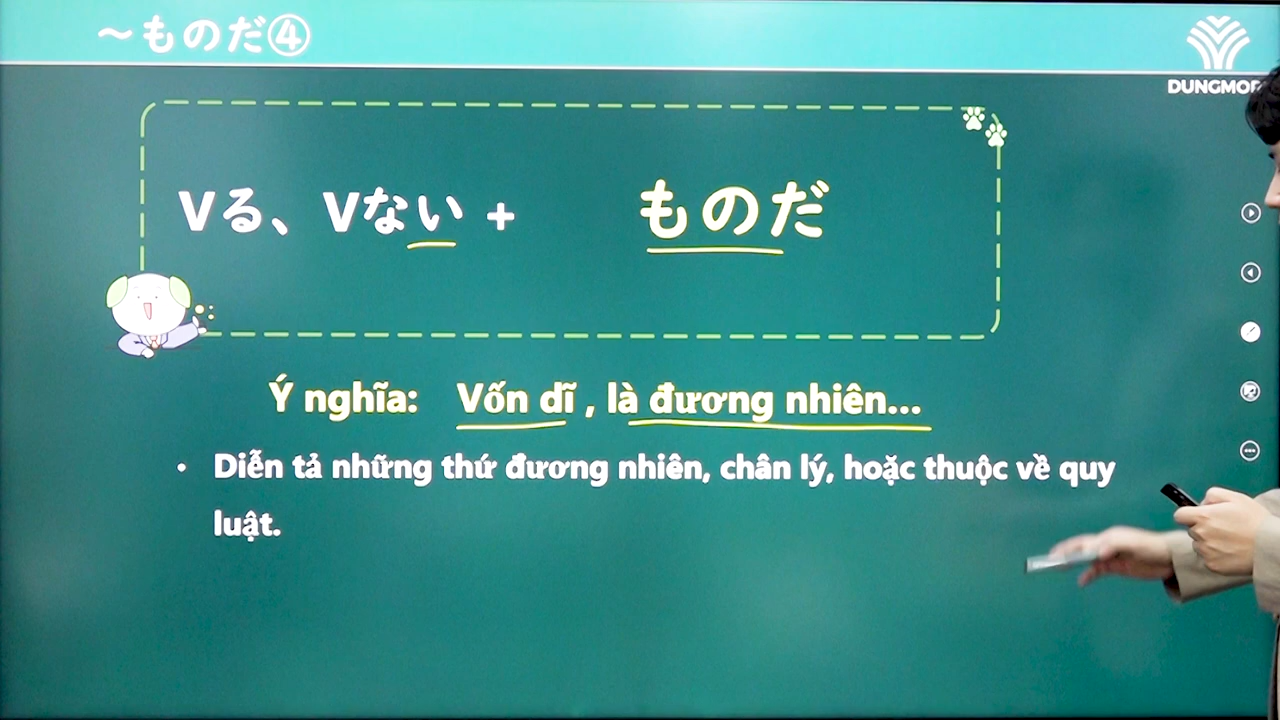 ～ものだ④
DUNGMOR
Vる、Vない + ものだ
Ý nghĩa: Vốn dĩ , là đương nhiên...
• Diễn tả những thứ đương nhiên, chân lý, hoặc thuộc về quy
luật.